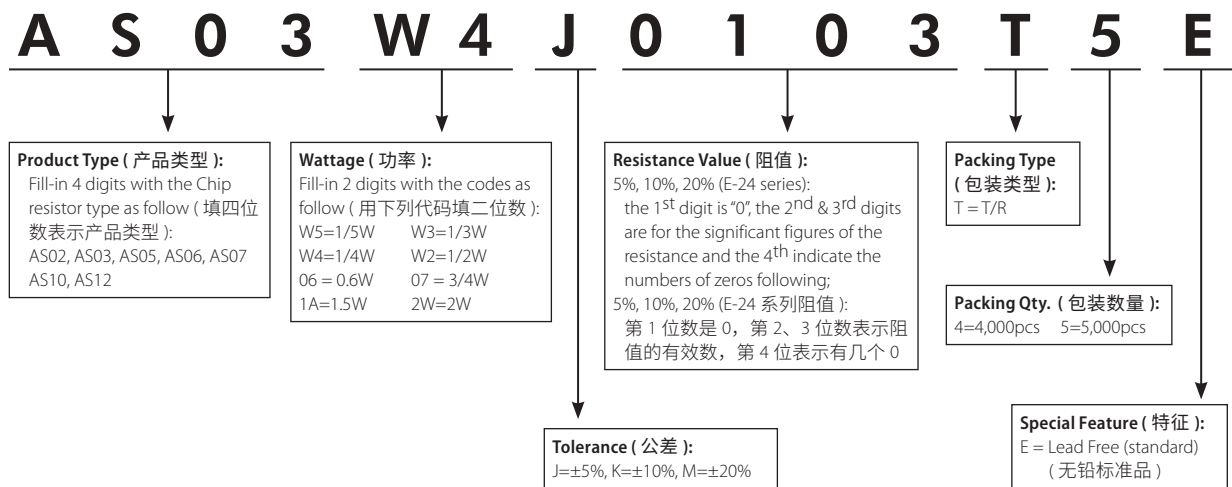 A S 0 3 W 4 J 0 1 0 3 T 5 E
Product Type ( 产品类型 ):
Fill-in 4 digits with the Chip
resistor type as follow ( 填四位
数表示产品类型 ):
AS02, AS03, AS05, AS06, AS07
AS10, AS12
Wattage ( 功率 ):
Fill-in 2 digits with the codes as
follow ( 用下列代码填二位数 ):
W5=1/5W W3=1/3W
W4=1/4W W2=1/2W
06 = 0.6W 07 = 3/4W
1A=1.5W 2W=2W
Resistance Value ( 阻值 ):
5%, 10%, 20% (E-24 series):
the 1st digit is “0”, the 2nd & 3rd digits
are for the significant figures of the
resistance and the 4th indicate the
numbers of zeros following;
5%, 10%, 20% (E-24 系列阻值 ):
第 1 位数是 0，第 2、3 位数表示阻
值的有效数，第 4 位表示有几个 0
Packing Type
( 包装类型 ):
T = T/R
Packing Qty. ( 包装数量 ):
4=4,000pcs 5=5,000pcs
Tolerance ( 公差 ):
J=±5%, K=±10%, M=±20%
Special Feature ( 特征 ):
E = Lead Free (standard)
( 无铅标准品 )